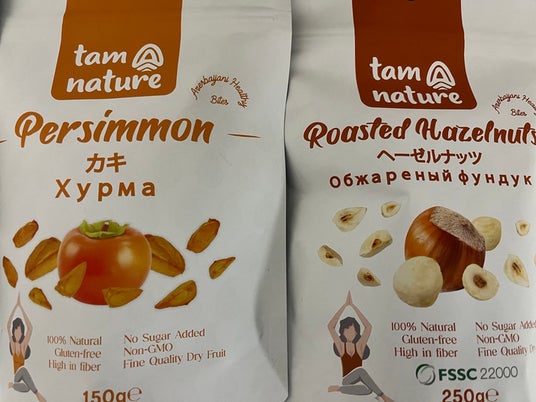 tam
nature
Azerbaijani Healthy
Bites
Persimmon
カキ
Хурма
100% Natural
Gluten-free
High in fiber
No Sugar Added
Non-GMO
Fine Quality Dry Fruit
150g℮
tam
nature
Azerbaijani Healthy
Bites
Roasted Hazelnuts
ヘーゼルナッツ
Обжареный фундук
100% Natural
Gluten-free
High in fiber
No Sugar Added
Non-GMO
Fine Quality Dry
FSSC 22000
250g℮